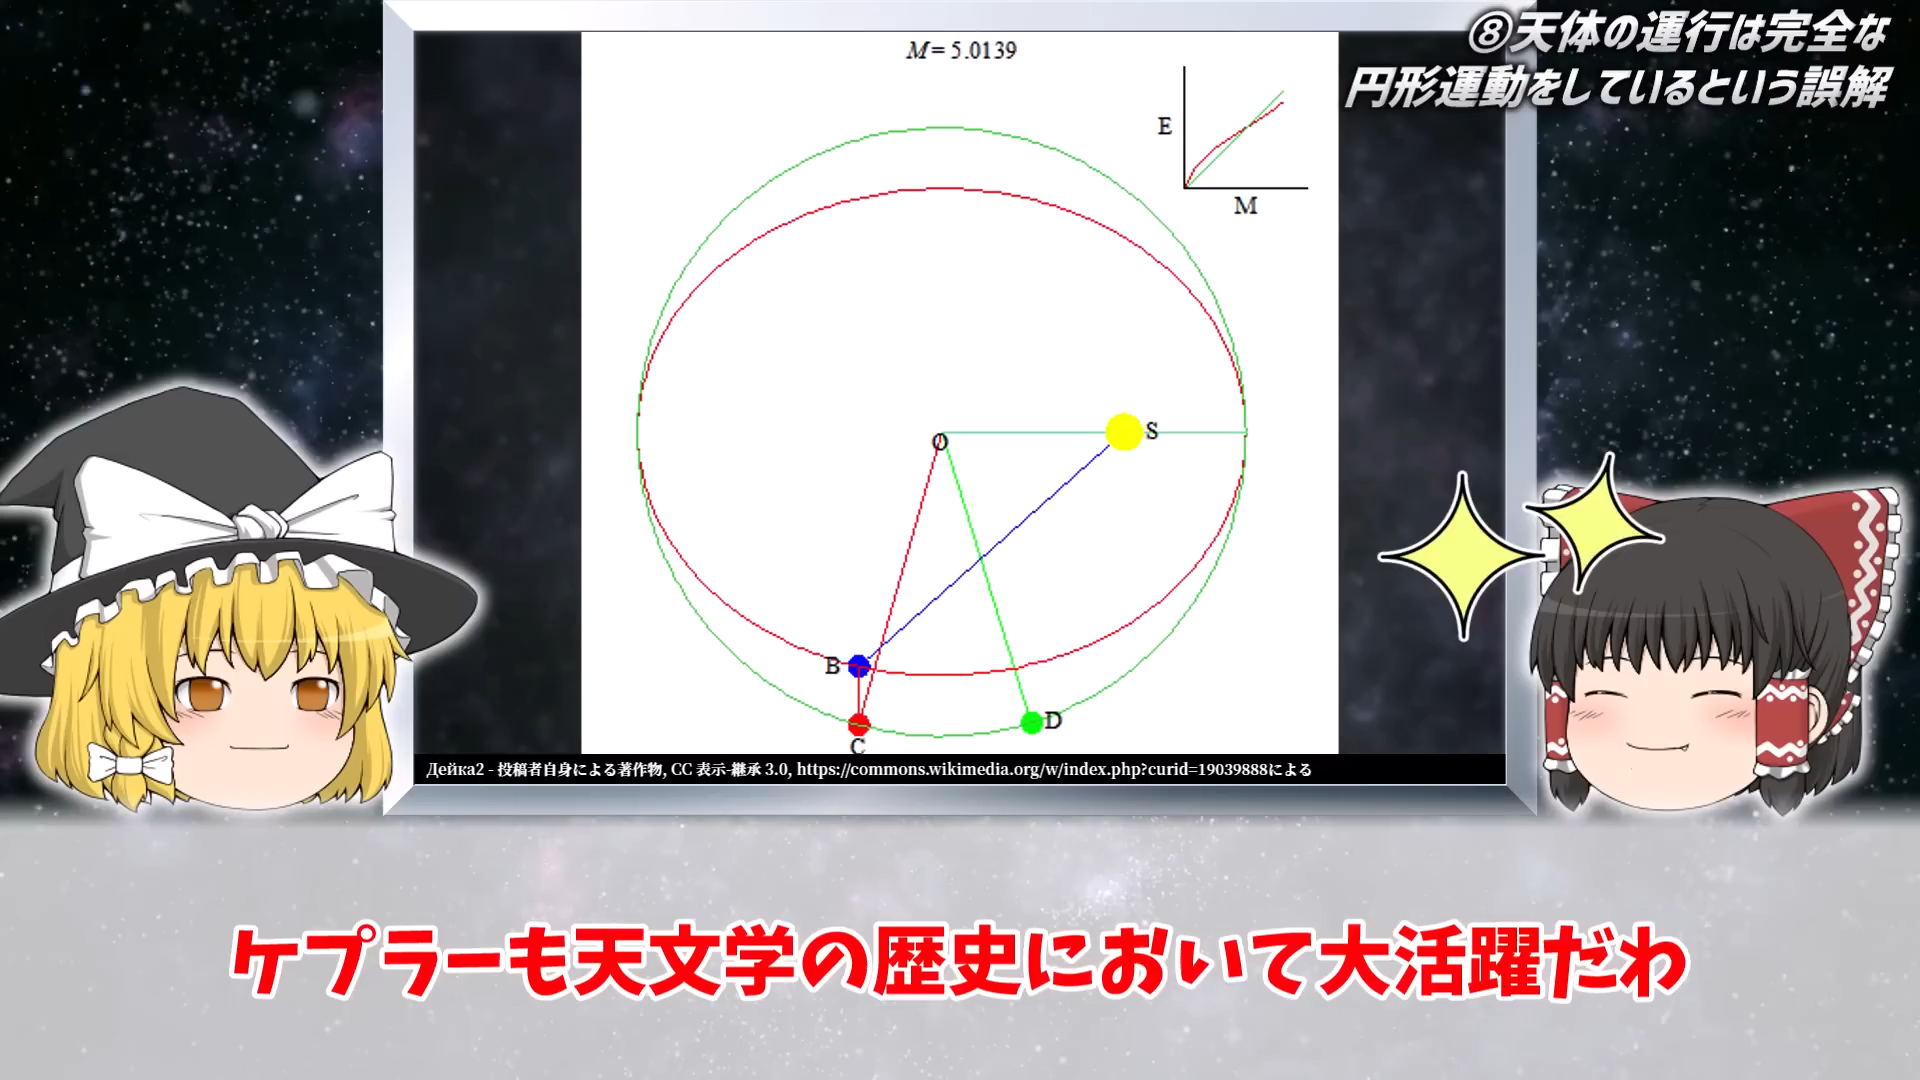 ⑧天体の運行は完全な
円形運動をしているという誤解
M = 5.0139
E
M
O
S
B
C
D
Дейка2 - 投稿者自身による著作物, CC 表示-継承 3.0, https://commons.wikimedia.org/w/index.php?curid=19039888による
ケプラーも天文学の歴史において大活躍だわ